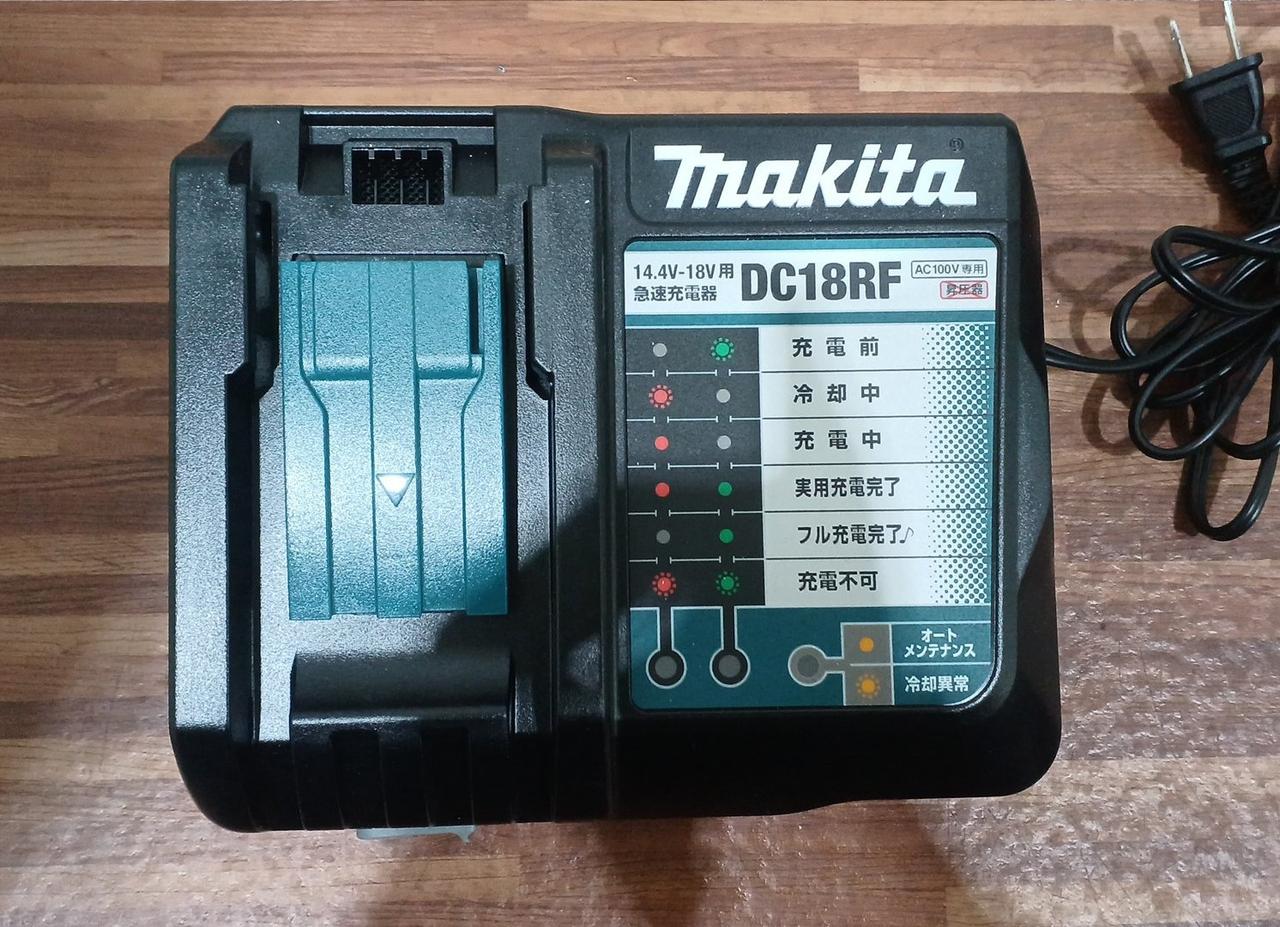 makita®
14.4V-18V用
急速充電器
DC18RF
AC100V専用
昇圧器
充電前
冷却中
充電中
実用充電完了
フル充電完了♪
充電不可
オート
メンテナンス
冷却異常